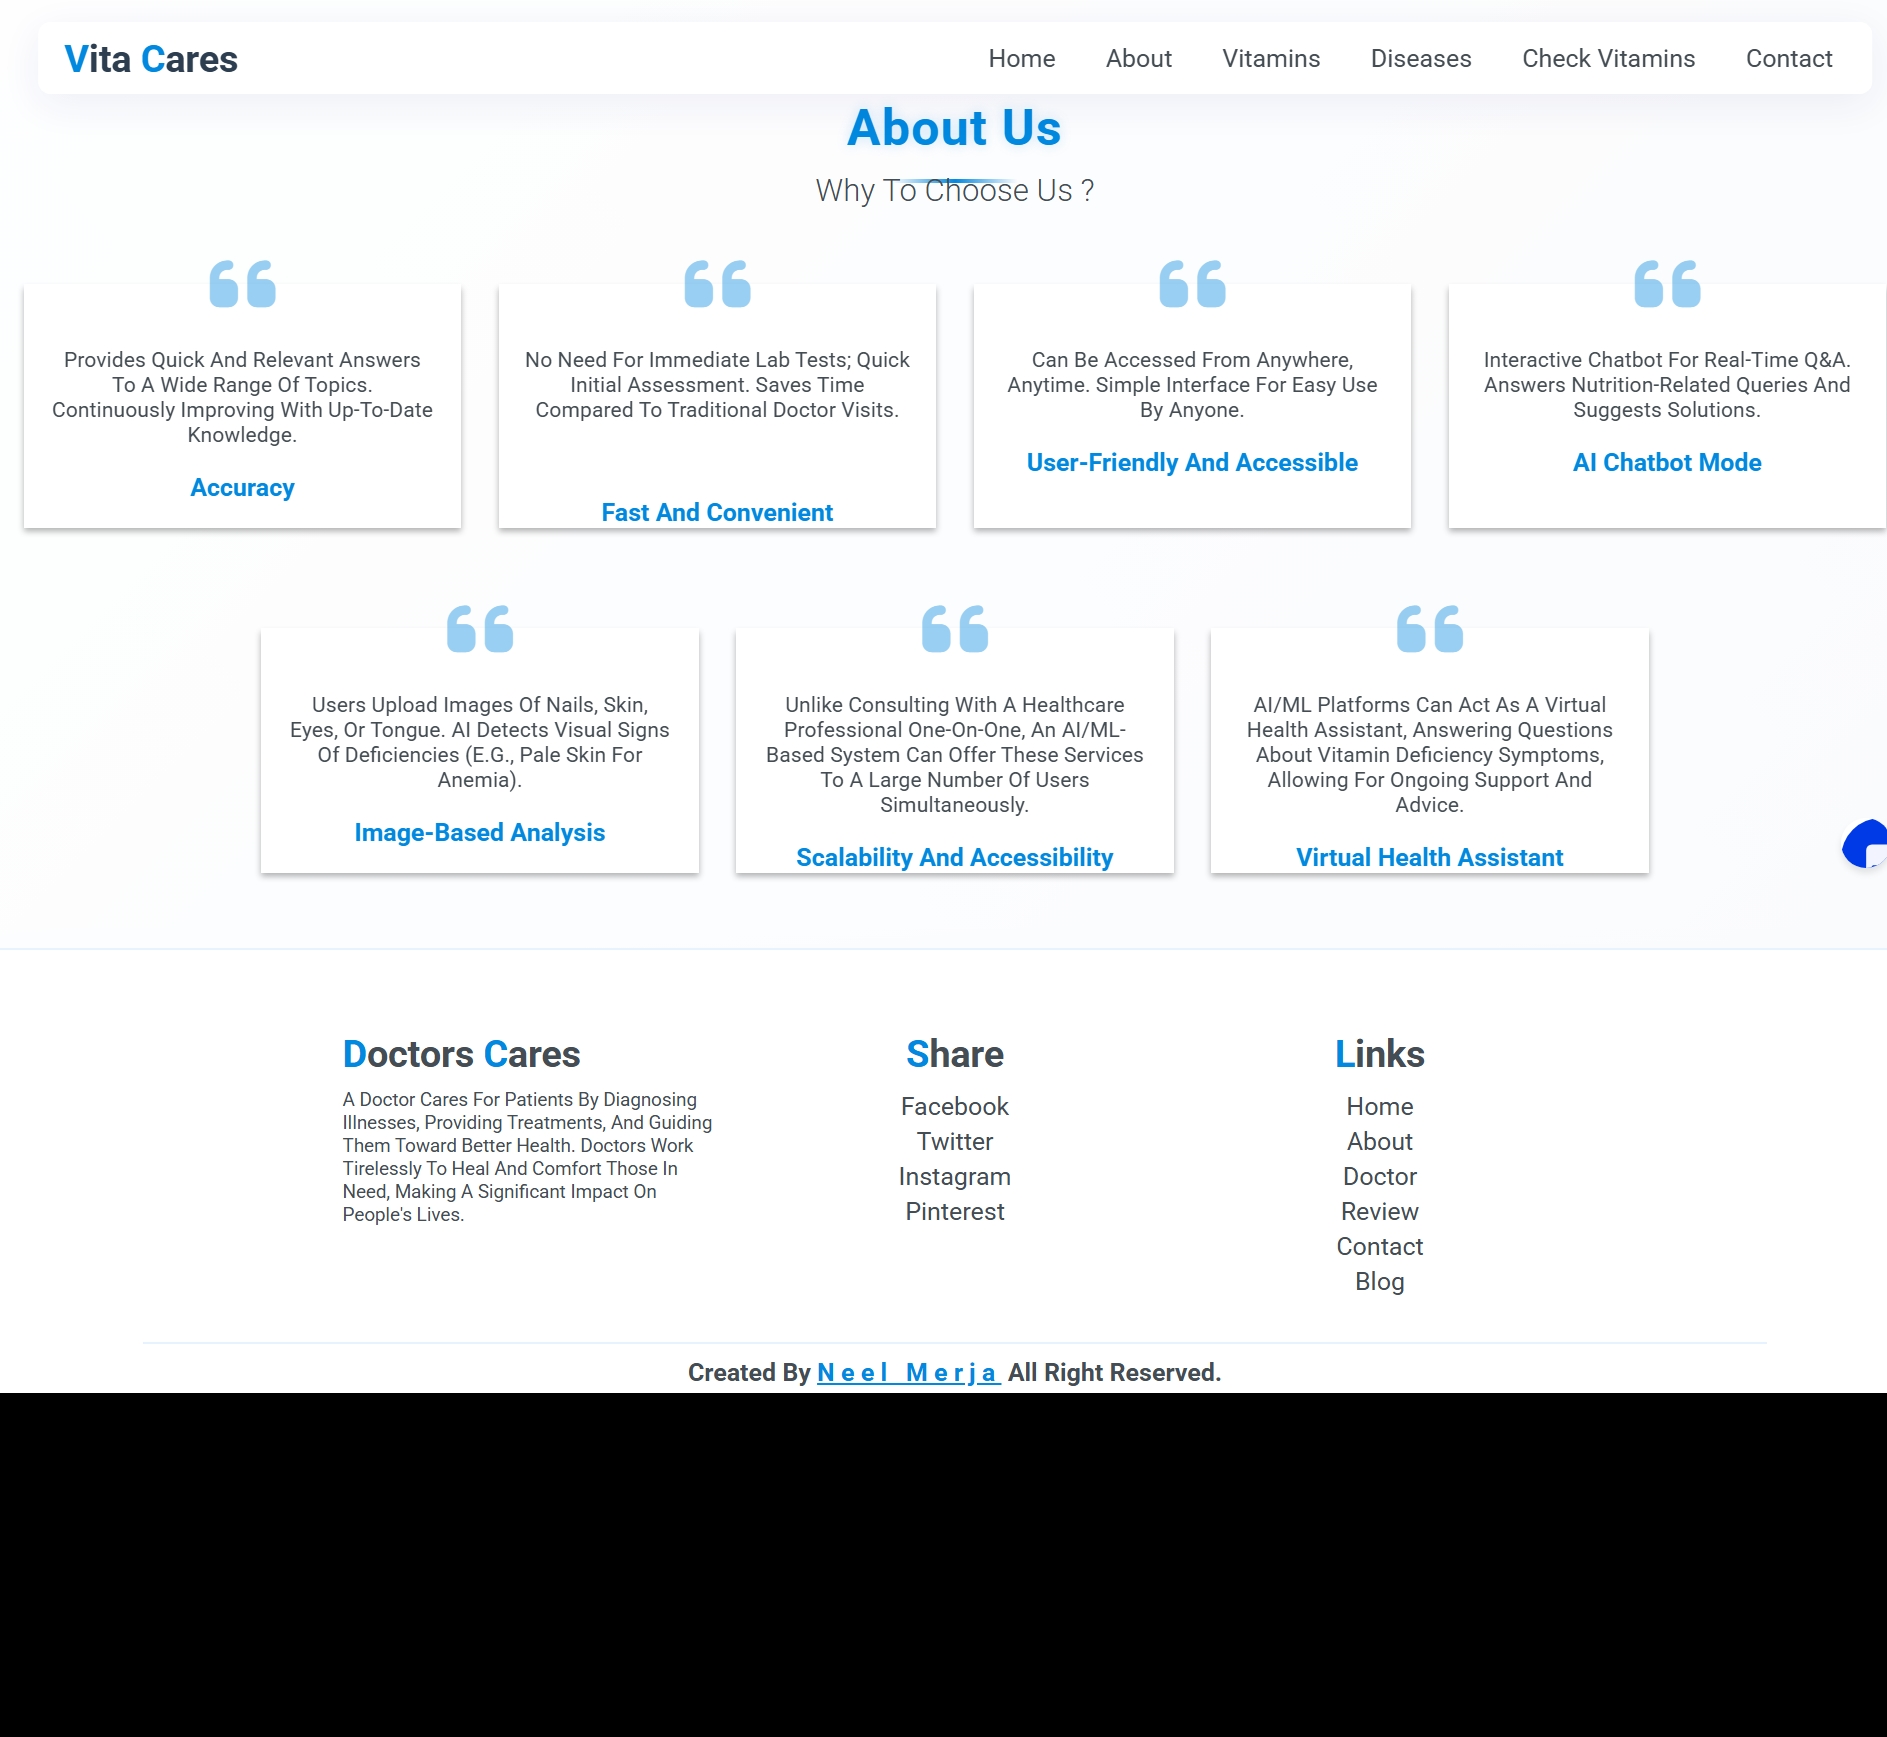 Vita Cares
Home About Vitamins Diseases Check Vitamins Contact
About Us
Why To Choose Us ?
Provides Quick And Relevant Answers
To A Wide Range Of Topics.
Continuously Improving With Up-To-Date
Knowledge.
Accuracy
No Need For Immediate Lab Tests; Quick
Initial Assessment. Saves Time
Compared To Traditional Doctor Visits.
Fast And Convenient
Can Be Accessed From Anywhere,
Anytime. Simple Interface For Easy Use
By Anyone.
User-Friendly And Accessible
Interactive Chatbot For Real-Time Q&A.
Answers Nutrition-Related Queries And
Suggests Solutions.
AI Chatbot Mode
Users Upload Images Of Nails, Skin,
Eyes, Or Tongue. AI Detects Visual Signs
Of Deficiencies (E.G., Pale Skin For
Anemia).
Image-Based Analysis
Unlike Consulting With A Healthcare
Professional One-On-One, An AI/ML-
Based System Can Offer These Services
To A Large Number Of Users
Simultaneously.
Scalability And Accessibility
AI/ML Platforms Can Act As A Virtual
Health Assistant, Answering Questions
About Vitamin Deficiency Symptoms,
Allowing For Ongoing Support And
Advice.
Virtual Health Assistant
Doctors Cares
A Doctor Cares For Patients By Diagnosing
Illnesses, Providing Treatments, And Guiding
Them Toward Better Health. Doctors Work
Tirelessly To Heal And Comfort Those In
Need, Making A Significant Impact On
People's Lives.
Share
Facebook
Twitter
Instagram
Pinterest
Links
Home
About
Doctor
Review
Contact
Blog
Created By Neel Merja All Right Reserved.